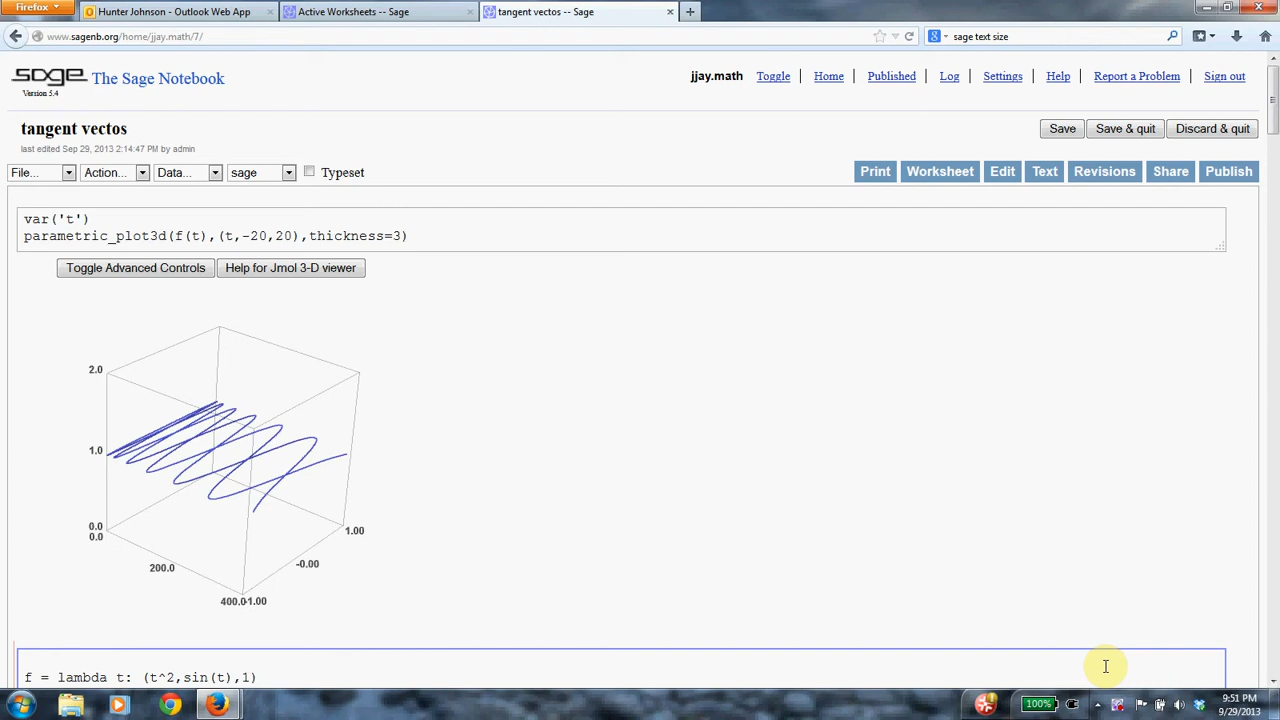 Firefox
Hunter Johnson - Outlook Web App
Active Worksheets -- Sage
tangent vectos -- Sage
www.sagenb.org/home/jjay.math/7/
sage text size
sage The Sage Notebook
Version 5.4
jjay.math Toggle Home Published Log Settings Help Report a Problem Sign out
tangent vectos
last edited Sep 29, 2013 2:14:47 PM by admin
Save Save & quit Discard & quit
File... Action... Data... sage Typeset
Print Worksheet Edit Text Revisions Share Publish
var('t')
parametric_plot3d(f(t),(t,-20,20),thickness=3)
Toggle Advanced Controls Help for Jmol 3-D viewer
2.0
1.0
0.0
0.0
1.00
-0.00
200.0
400.0-1.00
f = lambda t: (t^2,sin(t),1)
100%
9:51 PM
9/29/2013